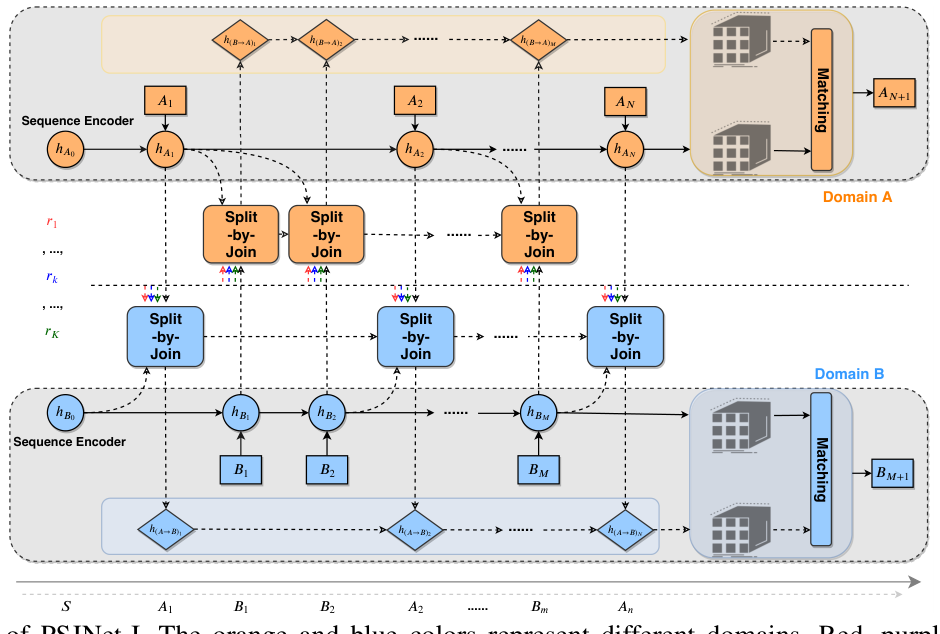 h(B→A)1 h(B→A)2 ...... h(B→A)M
A1 A2 AN
Sequence Encoder
hA0 hA1 hA2 ...... hAN Matching AN+1
Domain A
r1
, ...,
rk
, ...,
rK
Split -by- Join
Split -by- Join
......
Split -by- Join
Split -by- Join
Split -by- Join
......
Split -by- Join
Domain B
hB0 hB1 hB2 ...... hBM Matching BM+1
Sequence Encoder
B1 B2 BM
h(A→B)1 h(A→B)2 ...... h(A→B)N
S A1 B1 B2 A2 ...... Bm An
of PSJNet-I. The orange and blue colors represent different domains. Red, purpl